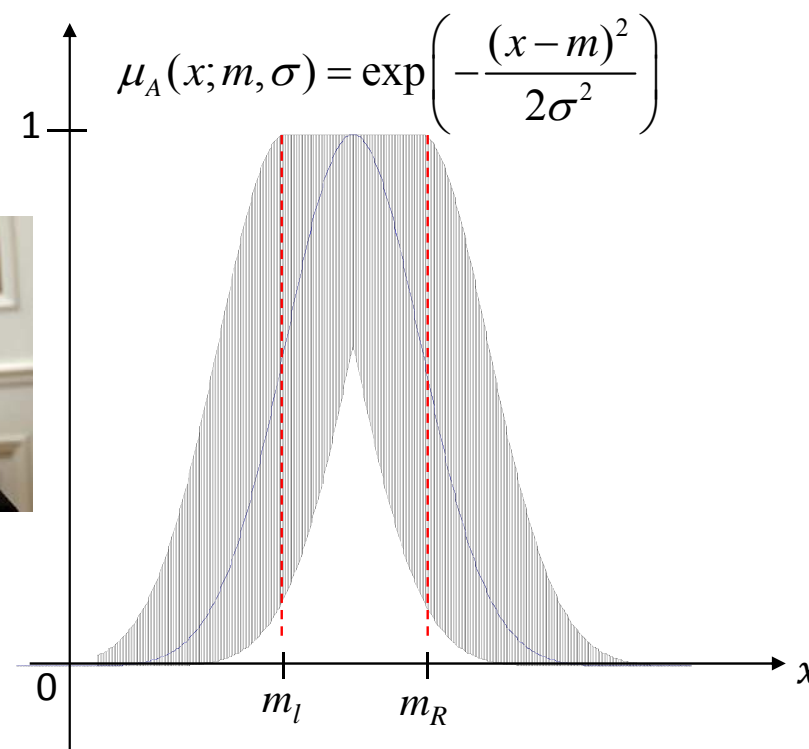 μ_A(x; m, σ) = exp(−(x − m)² / 2σ²)
1
0
m_l
m_R
x